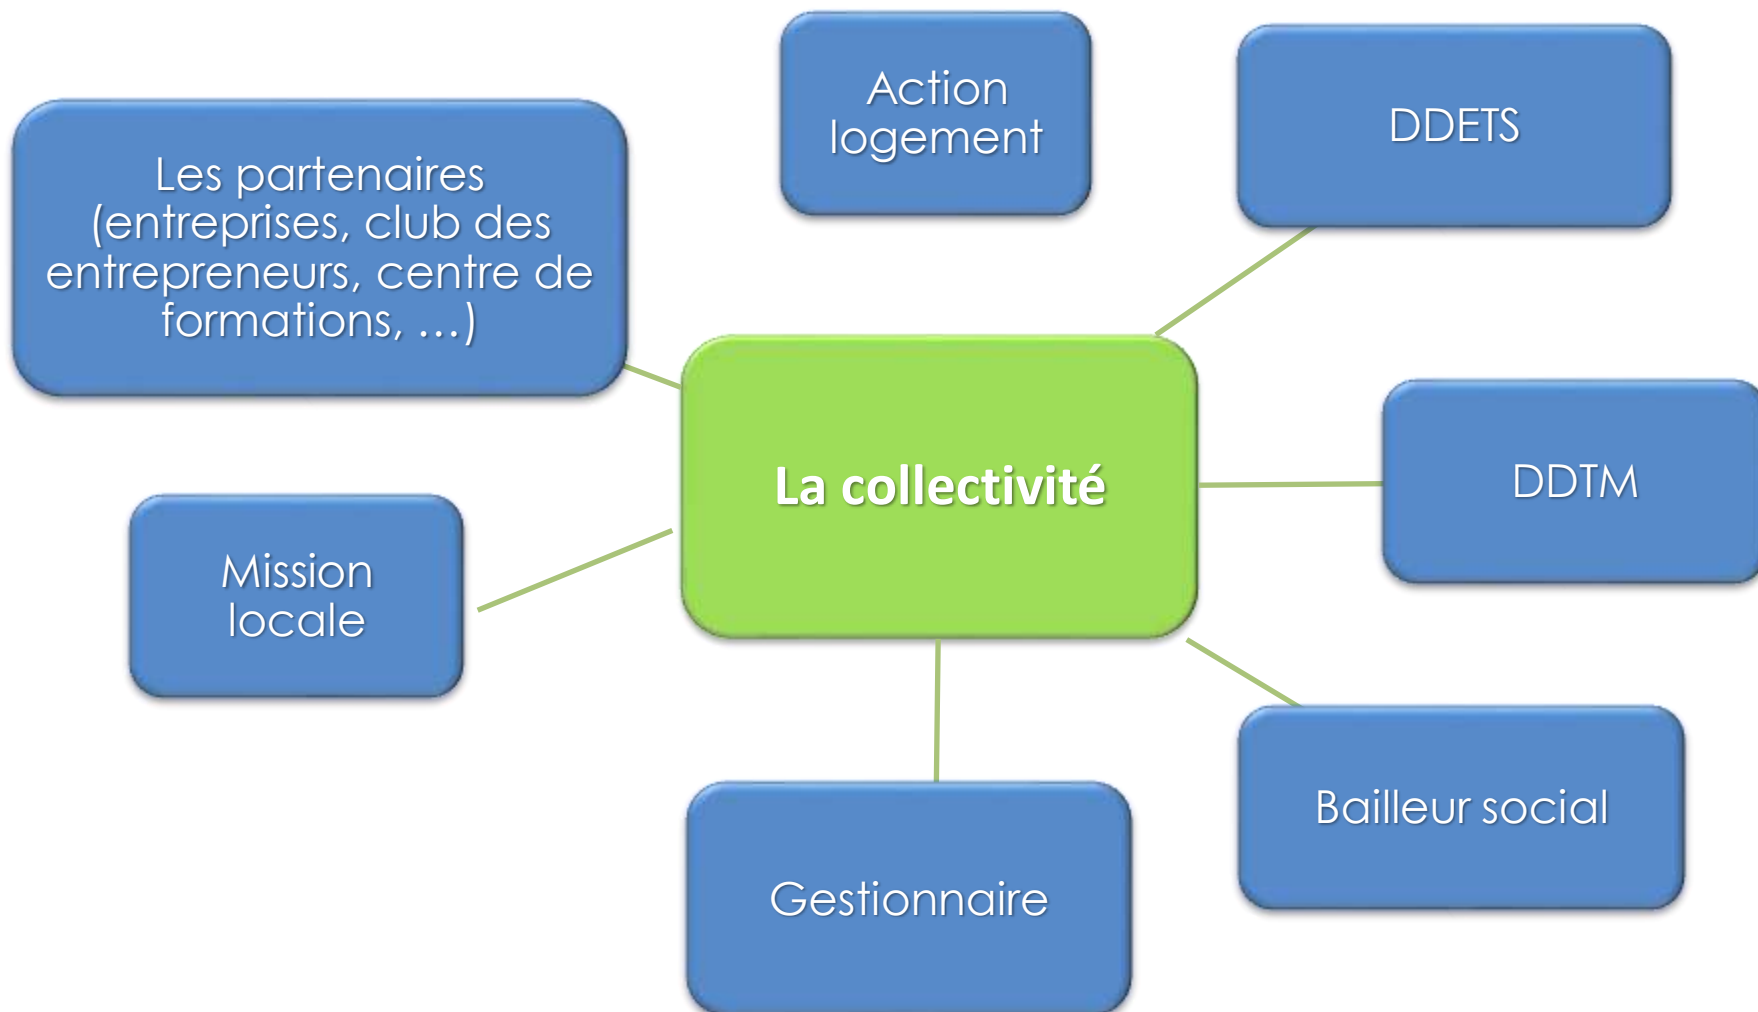 Action
logement
DDETS
Les partenaires
(entreprises, club des
entrepreneurs, centre de
formations, …)
La collectivité
DDTM
Mission
locale
Bailleur social
Gestionnaire